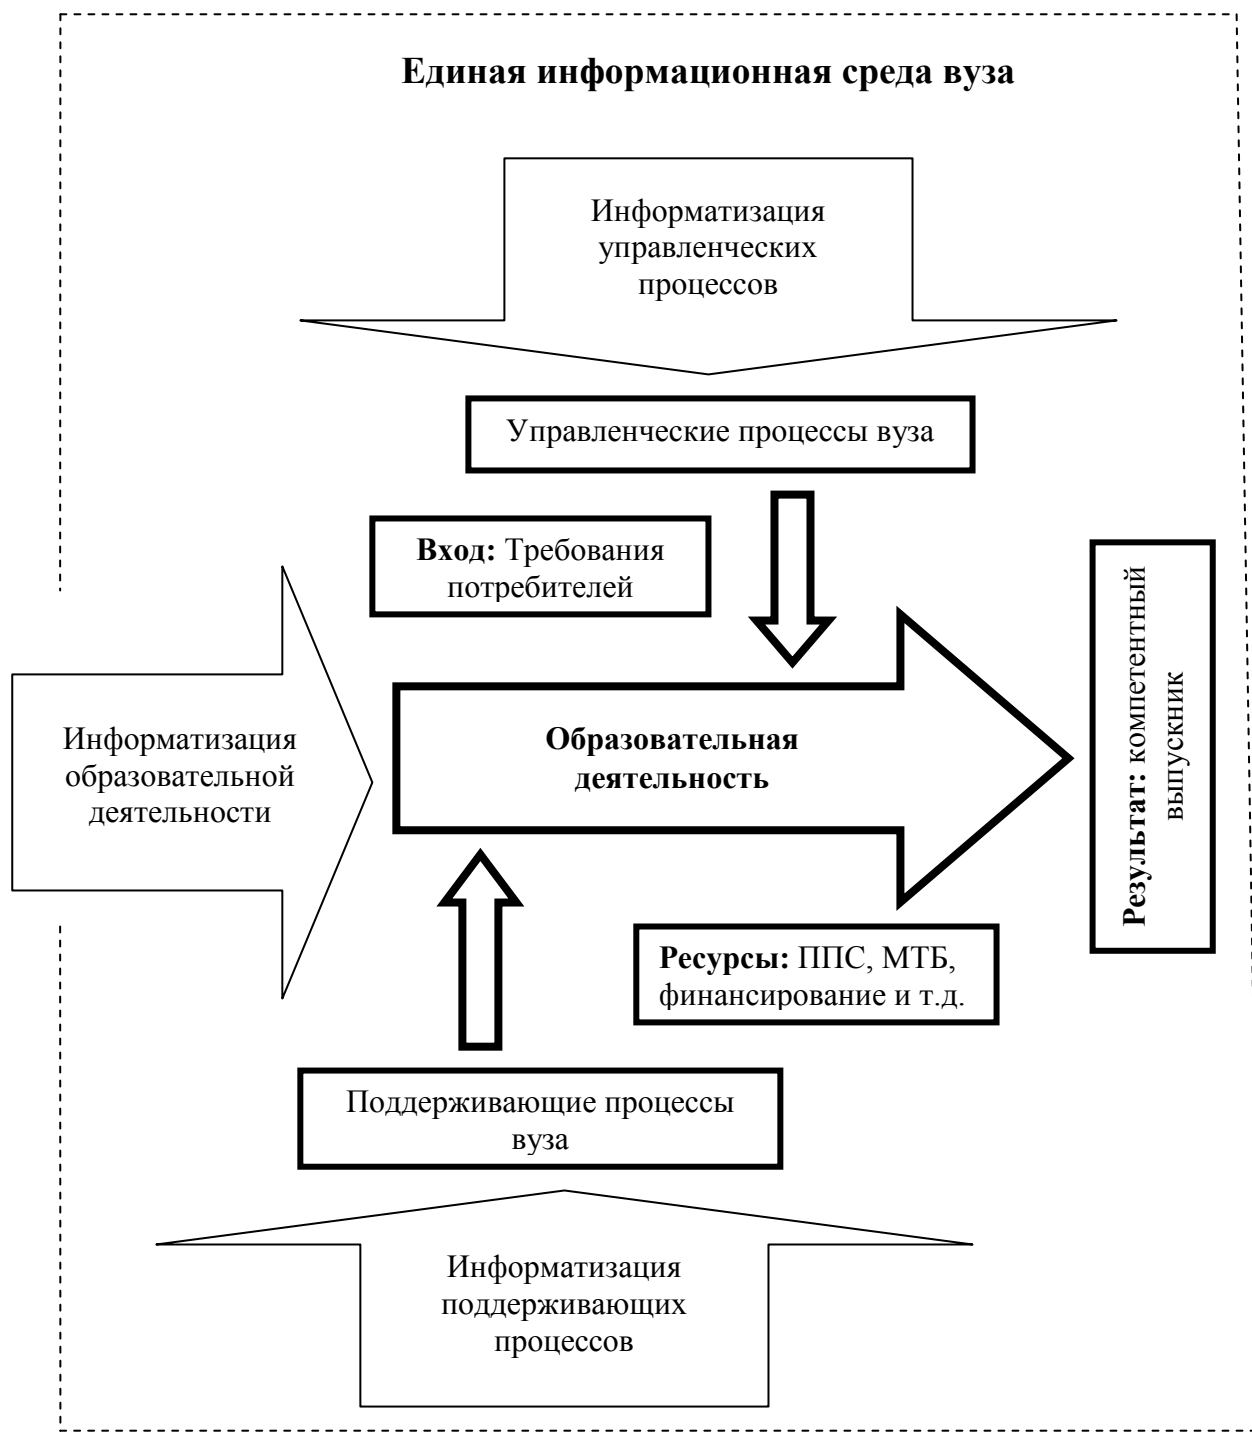 Единая информационная среда вуза
Информатизация
управленческих
процессов
Управленческие процессы вуза
Вход: Требования
потребителей
Информатизация
образовательной
деятельности
Образовательная
деятельность
Результат: компетентный
выпускник
Ресурсы: ППС, МТБ,
финансирование и т.д.
Поддерживающие процессы
вуза
Информатизация
поддерживающих
процессов